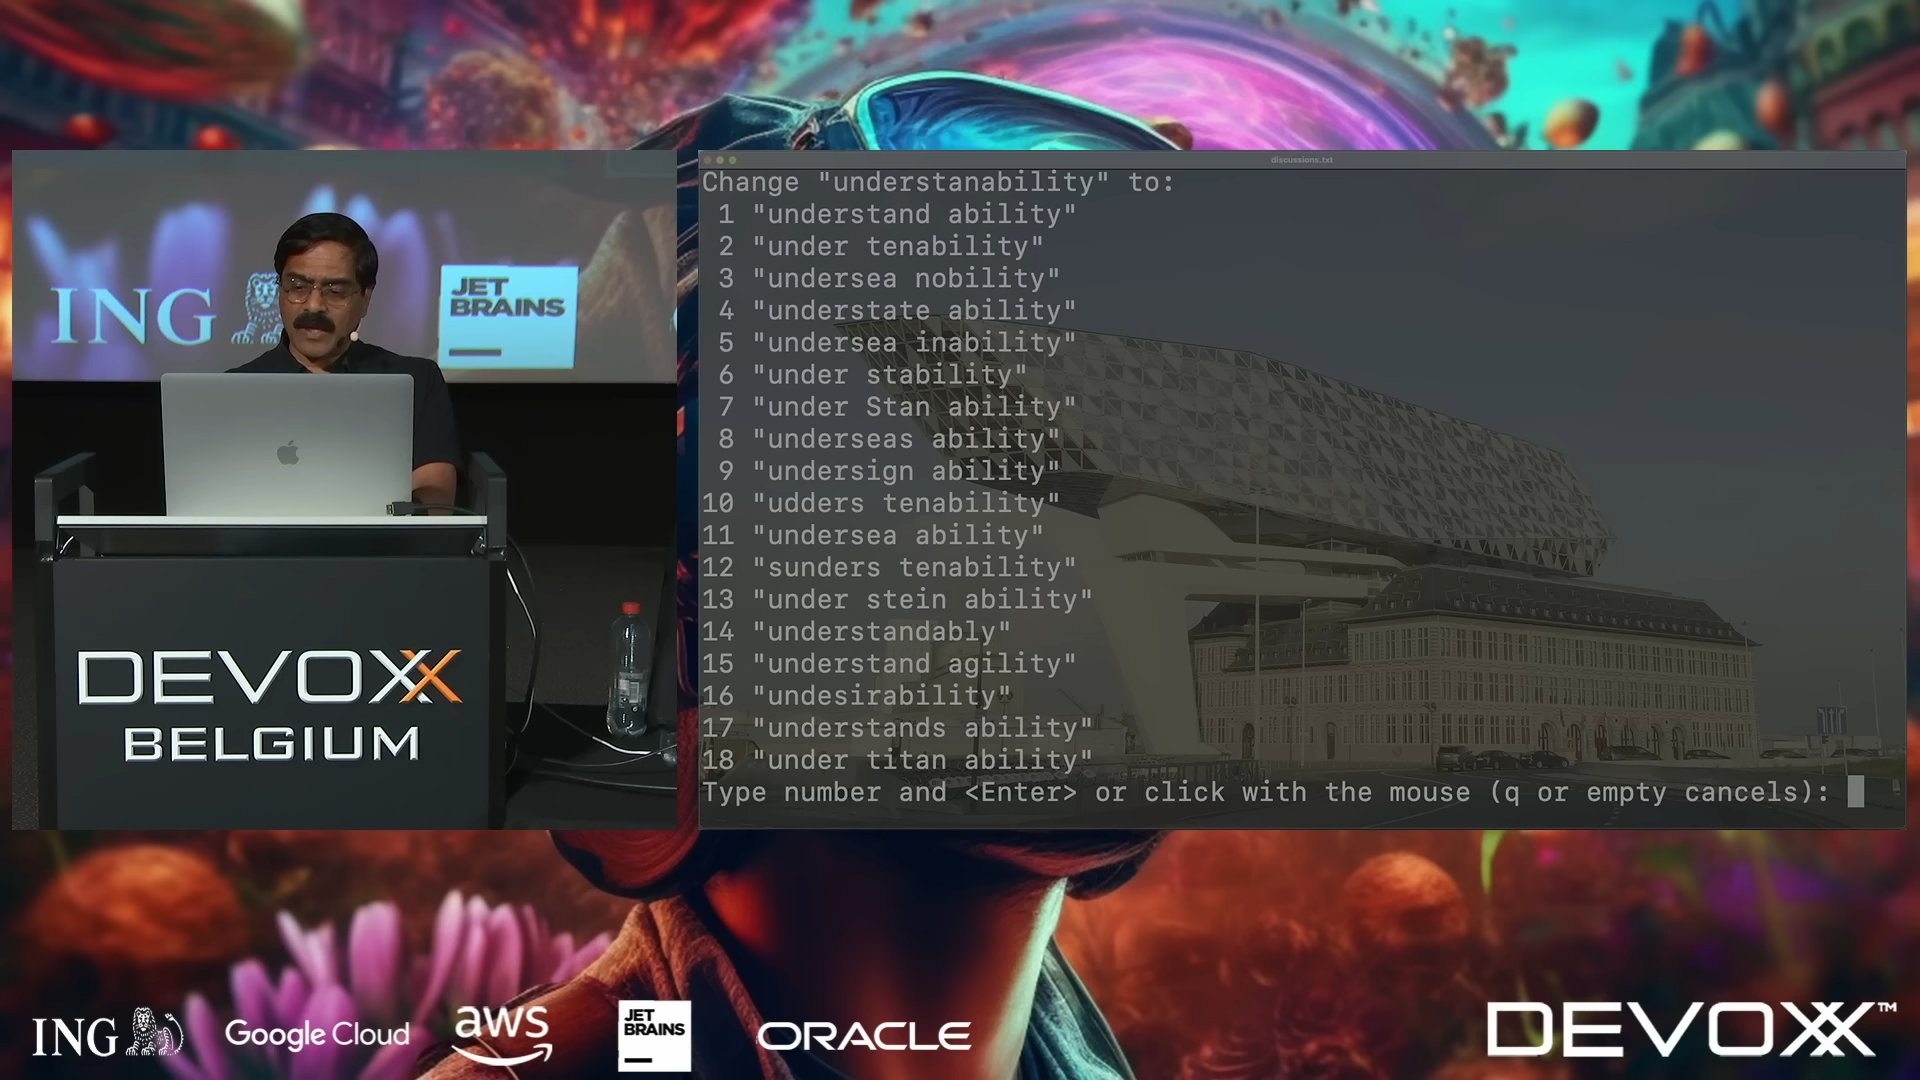 discussions.txt
Change "understanability" to:
1 "understand ability"
2 "under tenability"
3 "undersea nobility"
4 "understate ability"
5 "undersea inability"
6 "under stability"
7 "under Stan ability"
8 "underseas ability"
9 "undersign ability"
10 "udders tenability"
11 "undersea ability"
12 "sunders tenability"
13 "under stein ability"
14 "understandably"
15 "understand agility"
16 "undesirability"
17 "understands ability"
18 "under titan ability"
Type number and <Enter> or click with the mouse (q or empty cancels):
ING
JET
BRAINS
DEVOXX
BELGIUM
ING
Google Cloud
aws
JET
BRAINS
ORACLE
DEVOXX™